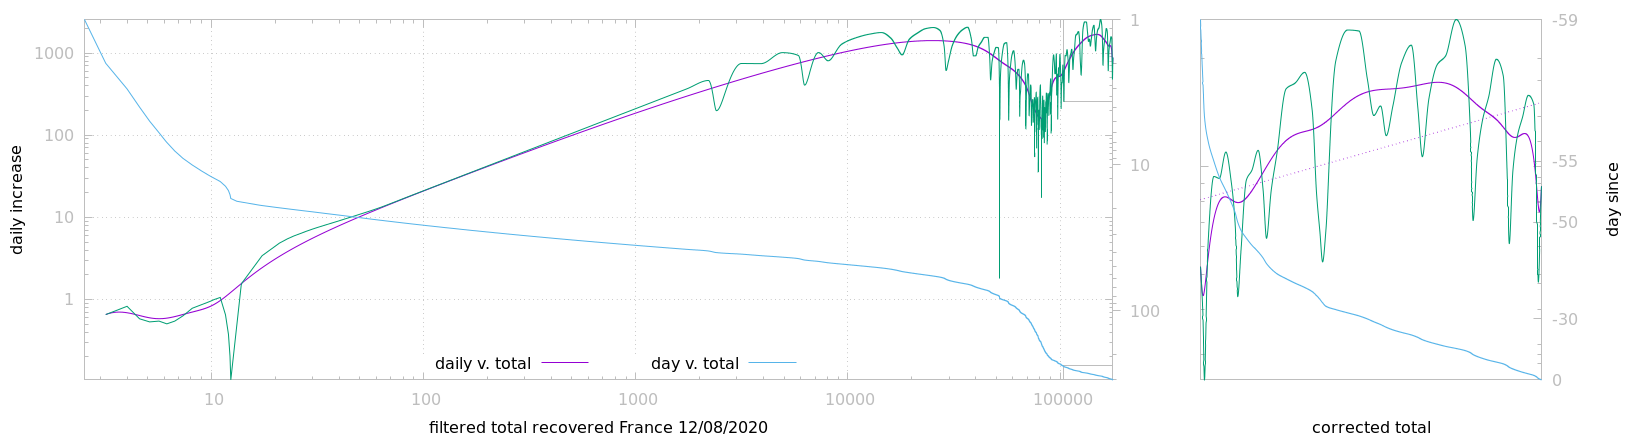 1000
100
10
1
daily increase
10
100
1000
10000
100000
filtered total recovered France 12/08/2020
daily v. total
day v. total
1
10
100
-59
-55
-50
-30
0
day since
corrected total